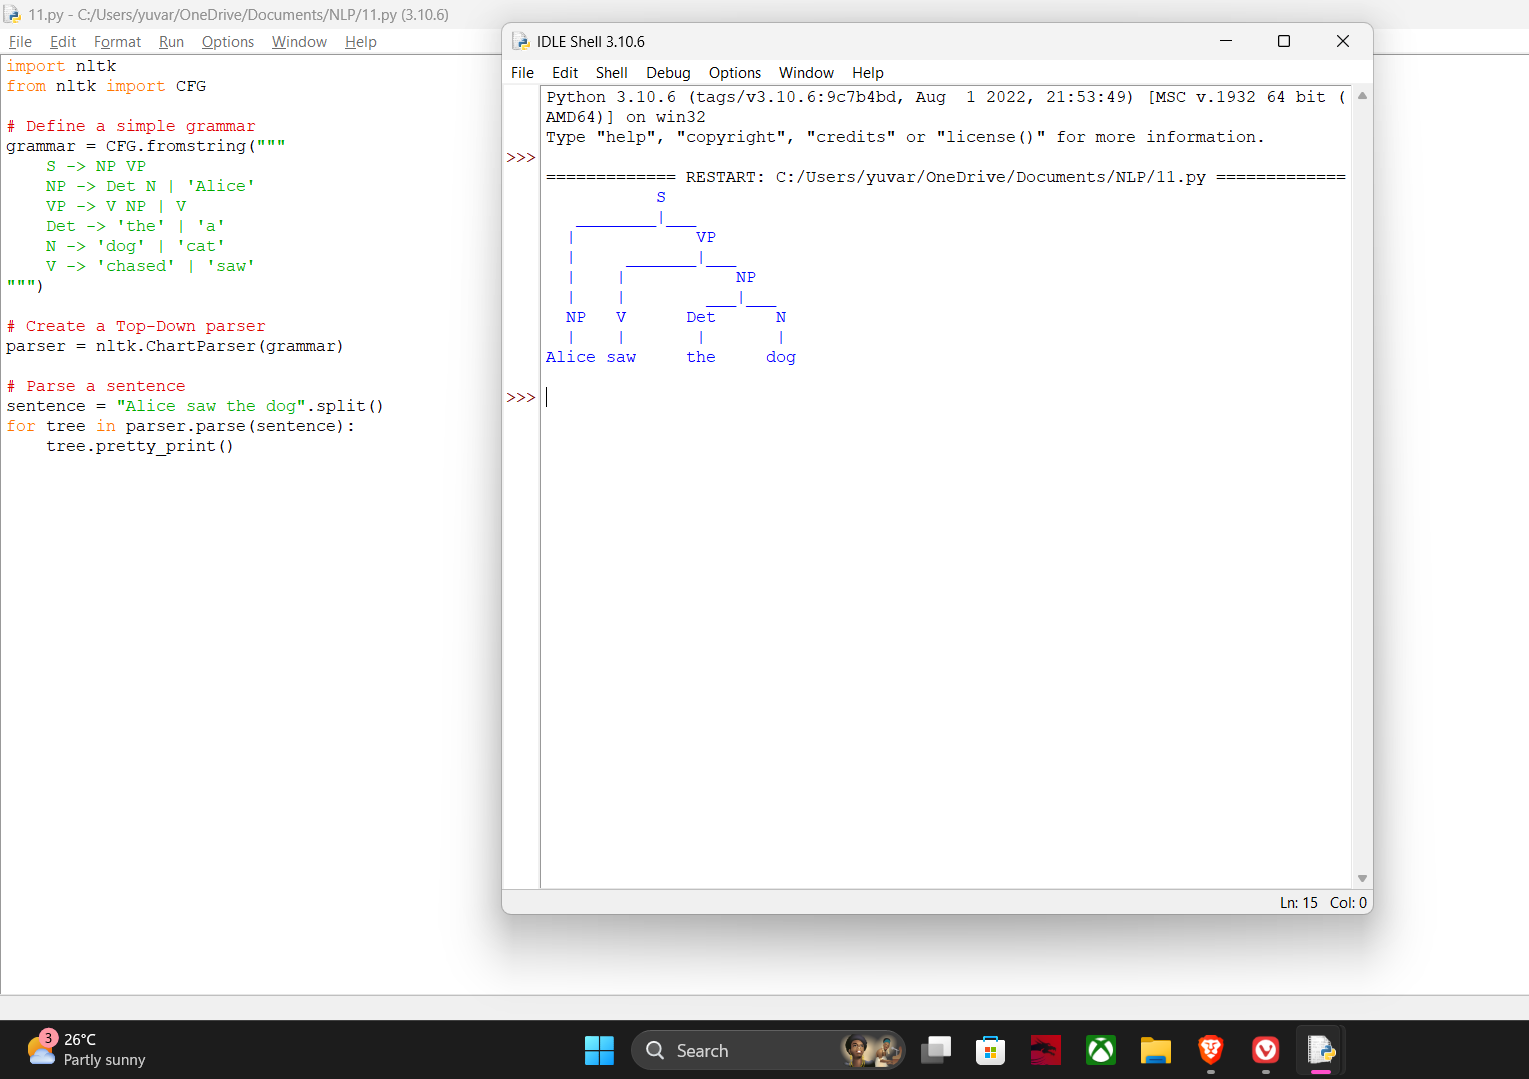 11.py - C:/Users/yuvar/OneDrive/Documents/NLP/11.py (3.10.6)
File Edit Format Run Options Window Help
import nltk
from nltk import CFG
# Define a simple grammar
grammar = CFG.fromstring("""
    S -> NP VP
    NP -> Det N | 'Alice'
    VP -> V NP | V
    Det -> 'the' | 'a'
    N -> 'dog' | 'cat'
    V -> 'chased' | 'saw'
""")
# Create a Top-Down parser
parser = nltk.ChartParser(grammar)
# Parse a sentence
sentence = "Alice saw the dog".split()
for tree in parser.parse(sentence):
    tree.pretty_print()
IDLE Shell 3.10.6
File Edit Shell Debug Options Window Help
Python 3.10.6 (tags/v3.10.6:9c7b4bd, Aug  1 2022, 21:53:49) [MSC v.1932 64 bit (
AMD64)] on win32
Type "help", "copyright", "credits" or "license()" for more information.
>>>
============= RESTART: C:/Users/yuvar/OneDrive/Documents/NLP/11.py =============
           S
   ________|___
  |            VP
  |     _______|___
  |    |           NP
  |    |        ___|___
  NP   V      Det      N
  |    |       |       |
Alice saw     the     dog
>>>
Ln: 15 Col: 0
3
26°C
Partly sunny
Search